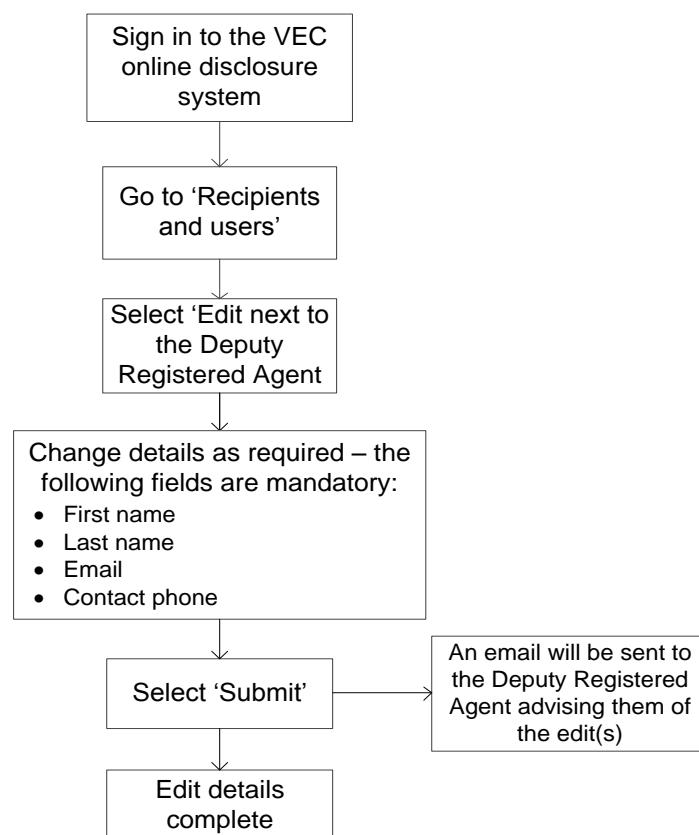 Sign in to the VEC
online disclosure
system
Go to ‘Recipients
and users’
Select ‘Edit next to
the Deputy
Registered Agent
Change details as required – the
following fields are mandatory:
• First name
• Last name
• Email
• Contact phone
Select ‘Submit’
An email will be sent to
the Deputy Registered
Agent advising them of
the edit(s)
Edit details
complete